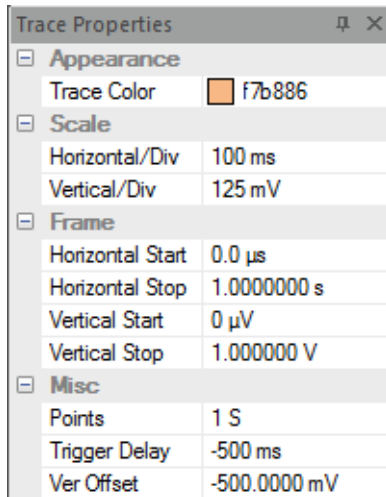 Trace Properties
Appearance
Trace Color f7b886
Scale
Horizontal/Div 100 ms
Vertical/Div 125 mV
Frame
Horizontal Start 0.0 µs
Horizontal Stop 1.0000000 s
Vertical Start 0 µV
Vertical Stop 1.000000 V
Misc
Points 1 S
Trigger Delay -500 ms
Ver Offset -500.0000 mV